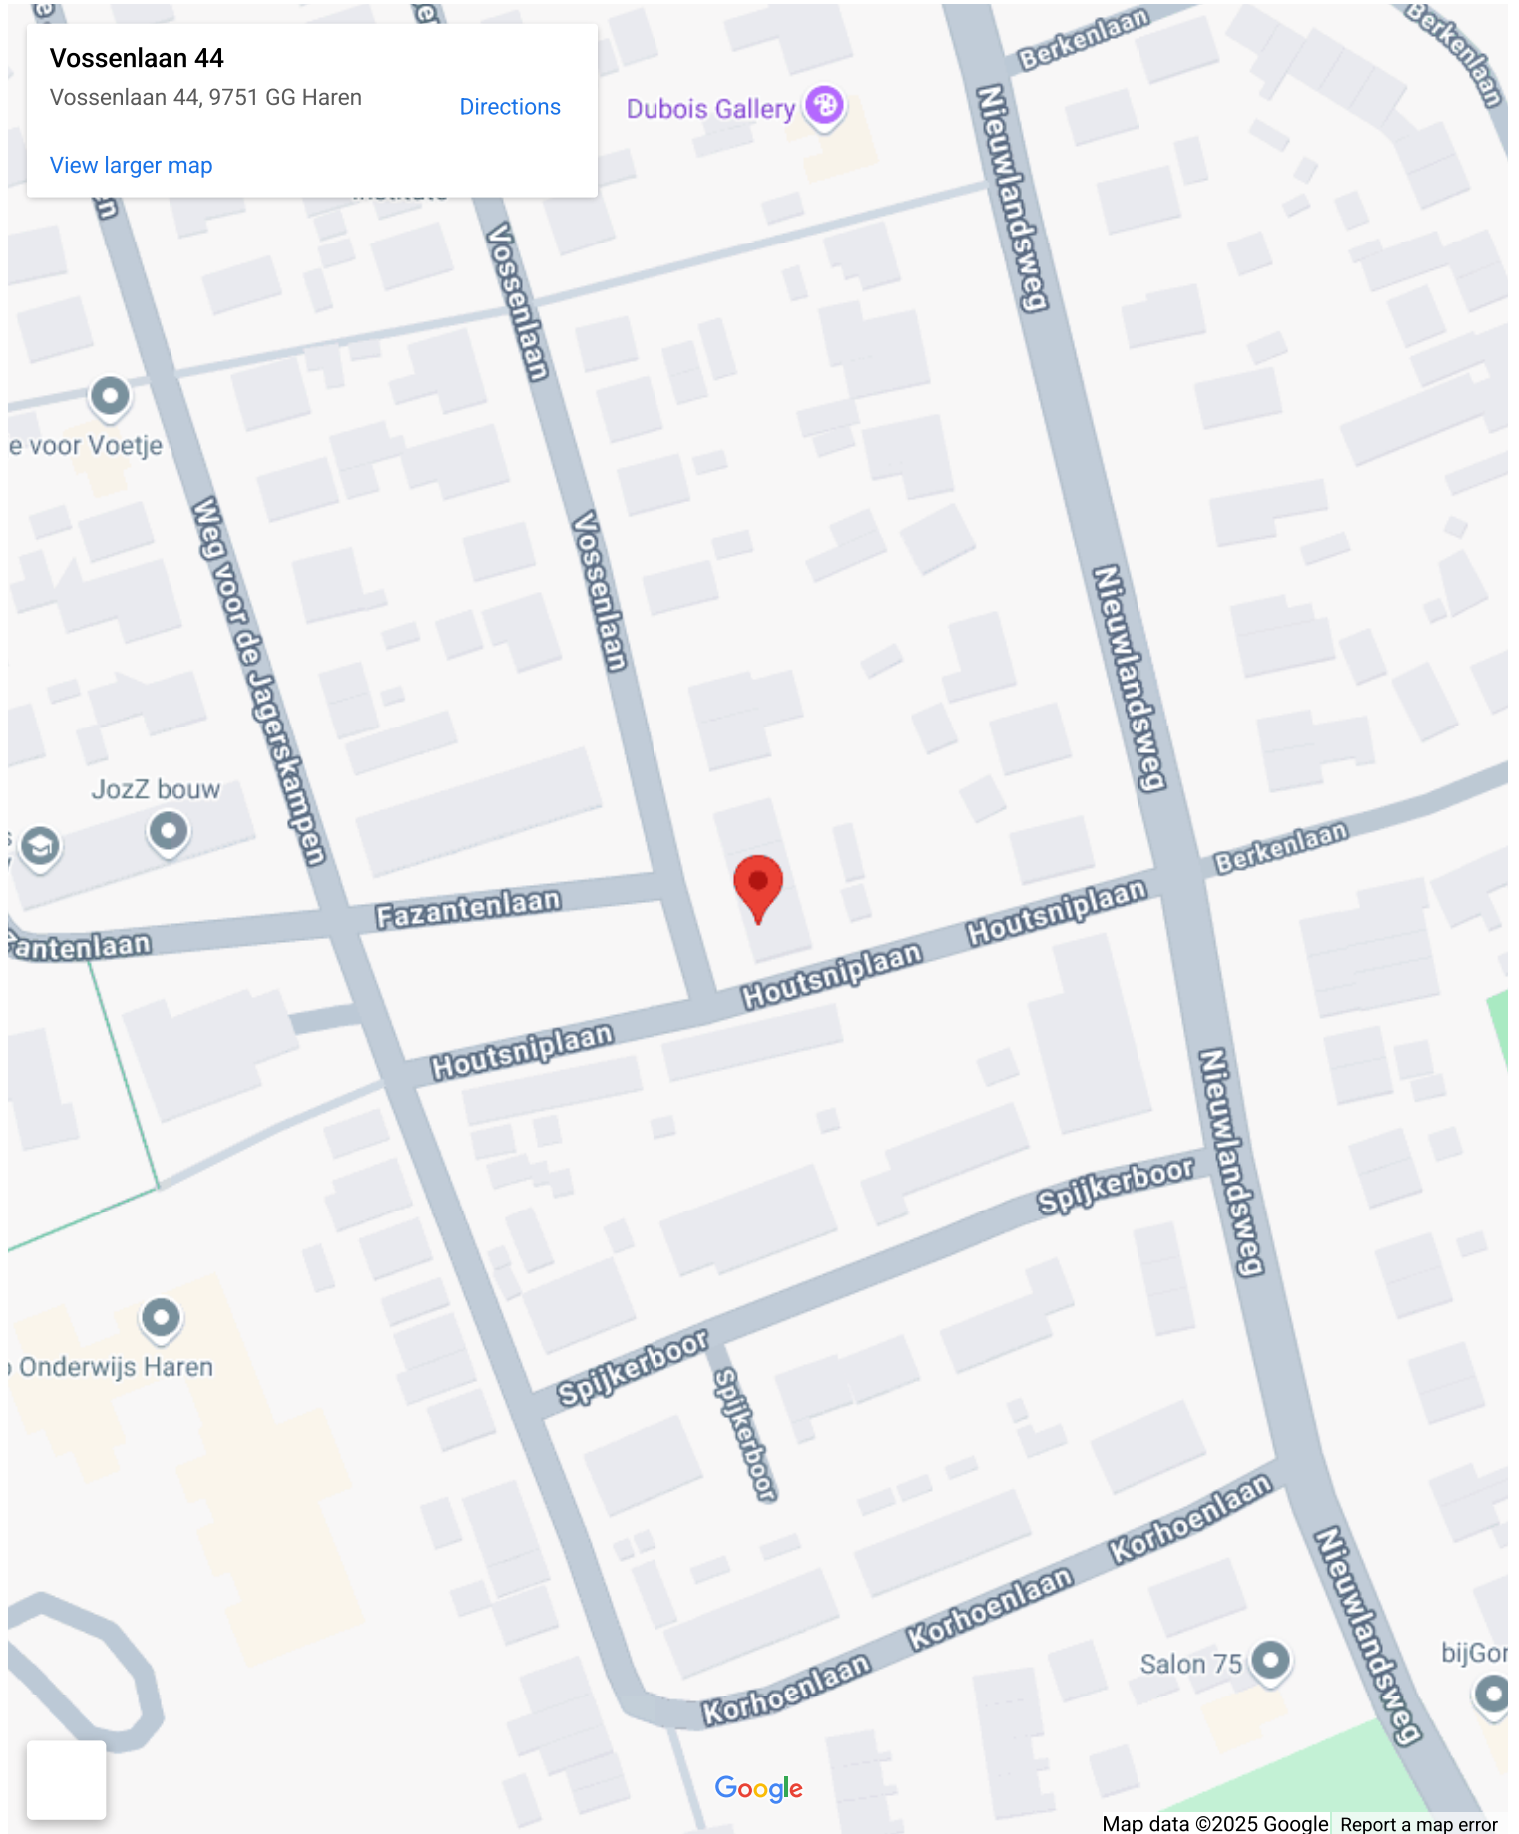 Vossenlaan 44
Vossenlaan 44, 9751 GG Haren
Directions
View larger map
Berkenlaan
Berkenlaan
Dubois Gallery
Nieuwlandsweg
Vossenlaan
e voor Voetje
Weg voor de Jagerskampen
Vossenlaan
Nieuwlandsweg
JozZ bouw
Berkenlaan
Fazantenlaan
zantenlaan
Houtsniplaan
Houtsniplaan
Houtsniplaan
Nieuwlandsweg
Spijkerboor
Onderwijs Haren
Spijkerboor
Spijkerboor
Korhoenlaan
Korhoenlaan
Korhoenlaan
Nieuwlandsweg
Salon 75
bijGor
Google
Map data ©2025 Google
Report a map error